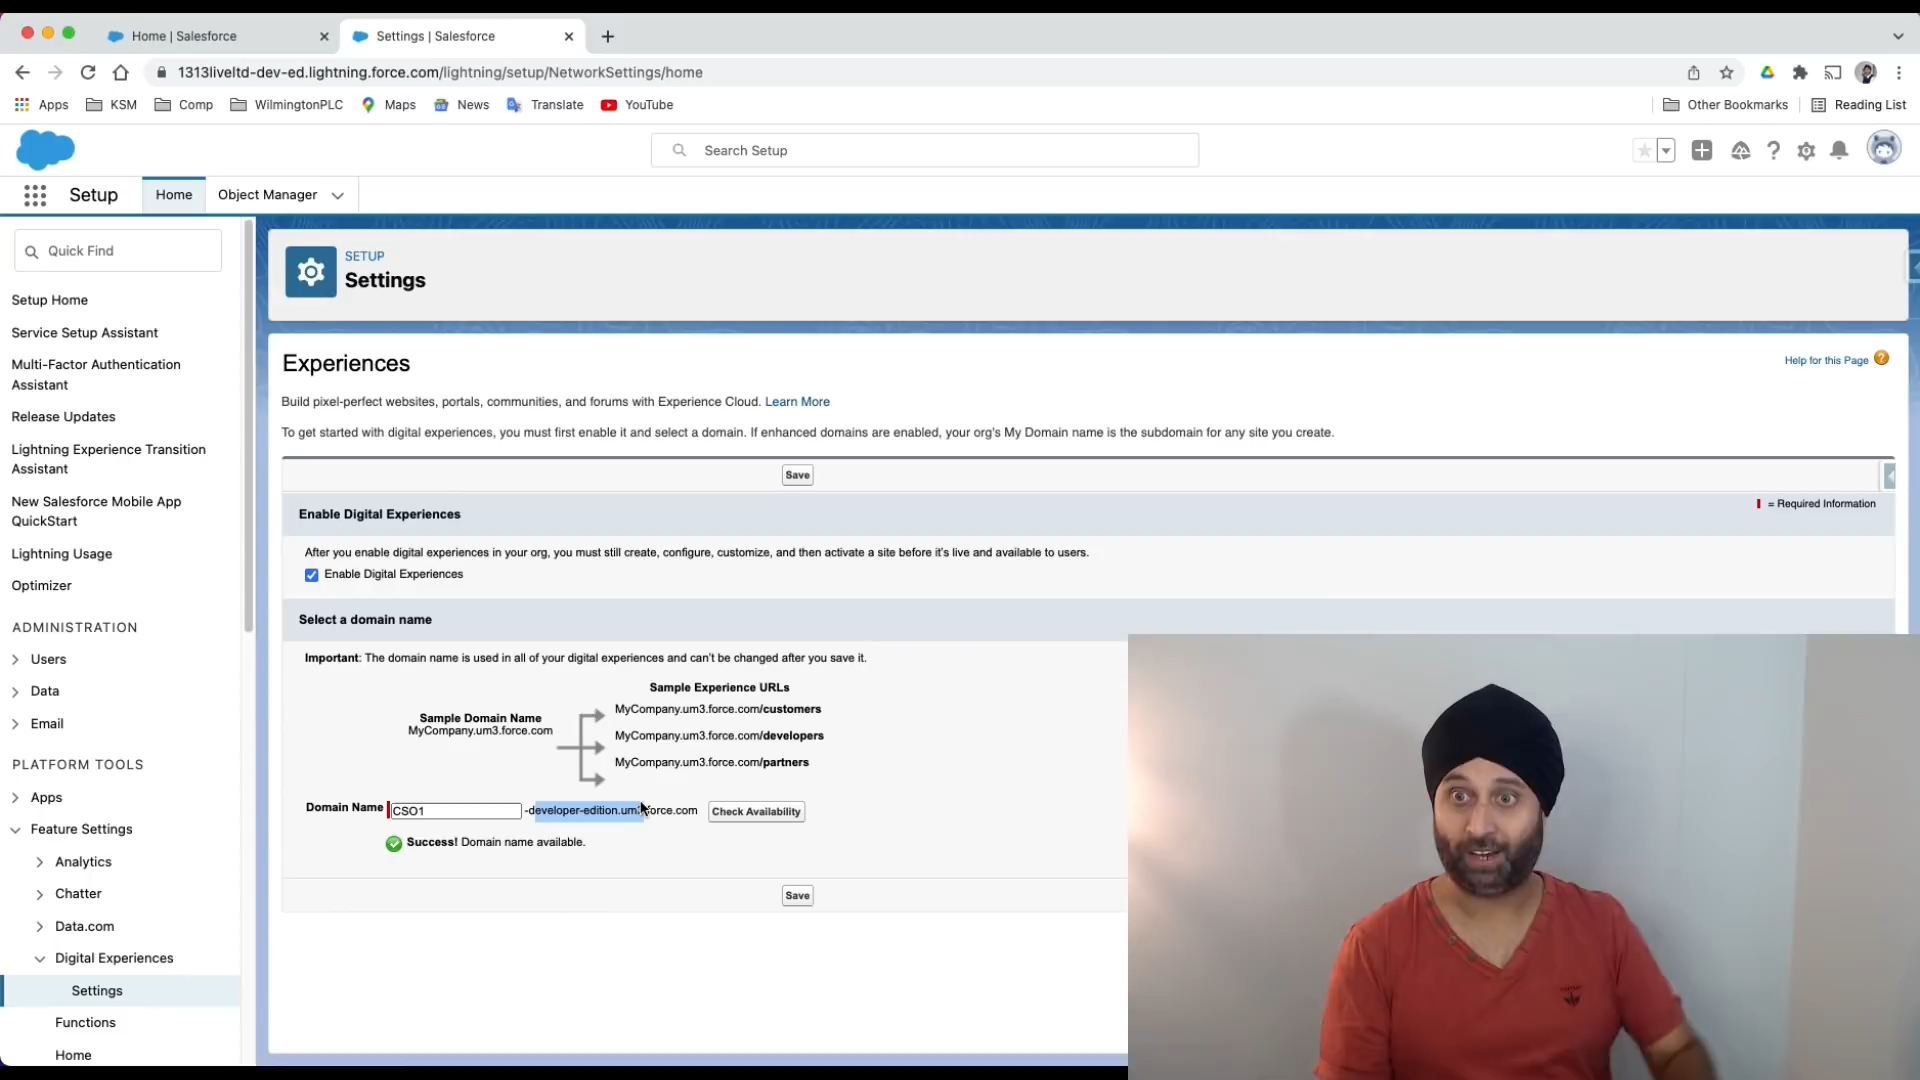 Home | Salesforce
Settings | Salesforce
1313liveltd-dev-ed.lightning.force.com/lightning/setup/NetworkSettings/home
Apps KSM Comp WilmingtonPLC Maps News Translate YouTube Other Bookmarks Reading List
Search Setup
Setup Home Object Manager
Quick Find
Setup Home
Service Setup Assistant
Multi-Factor Authentication
Assistant
Release Updates
Lightning Experience Transition
Assistant
New Salesforce Mobile App
QuickStart
Lightning Usage
Optimizer
ADMINISTRATION
Users
Data
Email
PLATFORM TOOLS
Apps
Feature Settings
Analytics
Chatter
Data.com
Digital Experiences
Settings
Functions
Home
SETUP
Settings
Experiences
Help for this Page ?
Build pixel-perfect websites, portals, communities, and forums with Experience Cloud. Learn More
To get started with digital experiences, you must first enable it and select a domain. If enhanced domains are enabled, your org's My Domain name is the subdomain for any site you create.
Save
Enable Digital Experiences
= Required Information
After you enable digital experiences in your org, you must still create, configure, customize, and then activate a site before it's live and available to users.
Enable Digital Experiences
Select a domain name
Important: The domain name is used in all of your digital experiences and can't be changed after you save it.
Sample Experience URLs
Sample Domain Name
MyCompany.um3.force.com
MyCompany.um3.force.com/customers
MyCompany.um3.force.com/developers
MyCompany.um3.force.com/partners
Domain Name CSO1 -developer-edition.um3.force.com Check Availability
Success! Domain name available.
Save